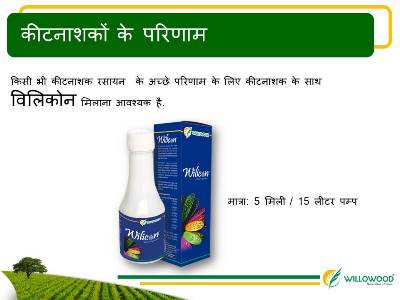 कीटनाशकों के परिणाम
किसी भी कीटनाशक रसायन के अच्छे परिणाम के लिए कीटनाशक के साथ
विलिकोन मिलाना आवश्यक है.
WILLOWOOD
Wilicon
Wilicon
मात्रा: 5 मिली / 15 लीटर पम्प
WILLOWOOD